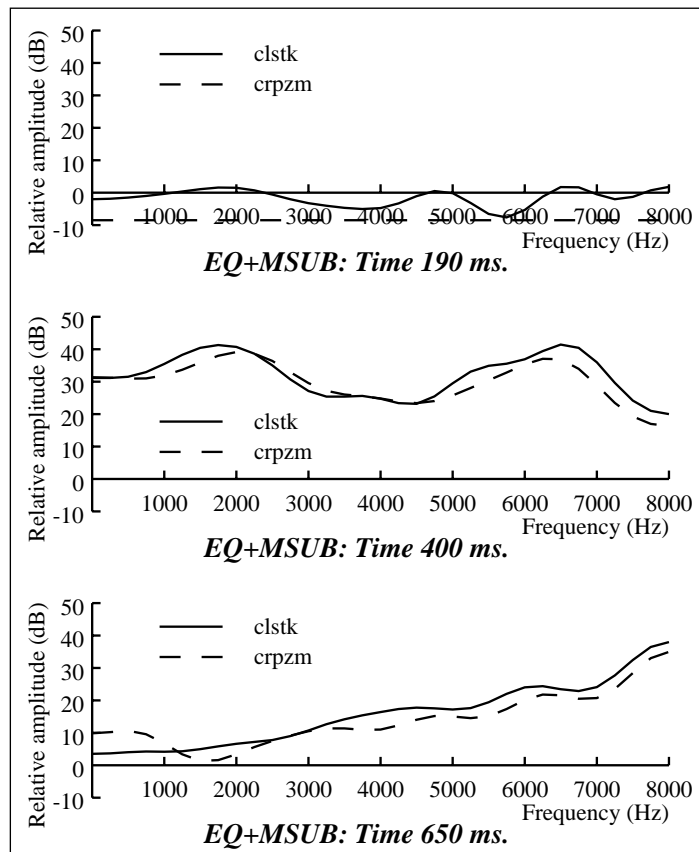 Relative amplitude (dB)
50
40
30
20
10
0
-10
clstk
crpzm
1000 2000 3000 4000 5000 6000 7000 8000
Frequency (Hz)
EQ+MSUB: Time 190 ms.
Relative amplitude (dB)
50
40
30
20
10
0
-10
clstk
crpzm
1000 2000 3000 4000 5000 6000 7000 8000
Frequency (Hz)
EQ+MSUB: Time 400 ms.
Relative amplitude (dB)
50
40
30
20
10
0
-10
clstk
crpzm
1000 2000 3000 4000 5000 6000 7000 8000
Frequency (Hz)
EQ+MSUB: Time 650 ms.